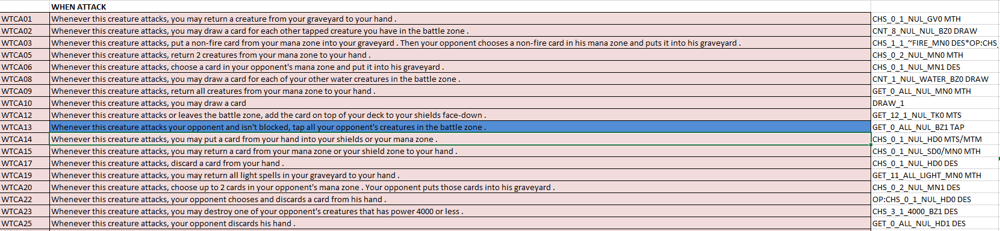 WHEN ATTACK
WTCA01 Whenever this creature attacks, you may return a creature from your graveyard to your hand . CHS_0_1_NUL_GV0 MTH
WTCA02 Whenever this creature attacks, you may draw a card for each other tapped creature you have in the battle zone . CNT_8_NUL_NUL_BZ0 DRAW
WTCA03 Whenever this creature attacks, put a non-fire card from your mana zone into your graveyard . Then your opponent chooses a non-fire card in his mana zone and puts it into his graveyard . CHS_1_1_~FIRE_MN0 DES*OP:CHS_
WTCA05 Whenever this creature attacks, return 2 creatures from your mana zone to your hand . CHS_0_2_NUL_MN0 MTH
WTCA06 Whenever this creature attacks, choose a card in your opponent's mana zone and put it into his graveyard . CHS_0_1_NUL_MN1 DES
WTCA08 Whenever this creature attacks, you may draw a card for each of your other water creatures in the battle zone . CNT_1_NUL_WATER_BZ0 DRAW
WTCA09 Whenever this creature attacks, return all creatures from your mana zone to your hand . GET_0_ALL_NUL_MN0 MTH
WTCA10 Whenever this creature attacks, you may draw a card DRAW_1
WTCA12 Whenever this creature attacks or leaves the battle zone, add the card on top of your deck to your shields face-down . GET_12_1_NUL_TK0 MTS
WTCA13 Whenever this creature attacks your opponent and isn't blocked, tap all your opponent's creatures in the battle zone . GET_0_ALL_NUL_BZ1 TAP
WTCA14 Whenever this creature attacks, you may put a card from your hand into your shields or your mana zone . CHS_0_1_NUL_HD0 MTS/MTM
WTCA15 Whenever this creature attacks, you may return a card from your mana zone or your shield zone to your hand . CHS_0_1_NUL_SD0/MN0 MTH
WTCA17 Whenever this creature attacks, discard a card from your hand . CHS_0_1_NUL_HD0 DES
WTCA19 Whenever this creature attacks, you may return all light spells in your graveyard to your hand . GET_11_ALL_LIGHT_MN0 MTH
WTCA20 Whenever this creature attacks, choose up to 2 cards in your opponent's mana zone . Your opponent puts those cards into his graveyard . CHS_0_2_NUL_MN1 DES
WTCA22 Whenever this creature attacks, your opponent chooses and discards a card from his hand . OP:CHS_0_1_NUL_HD0 DES
WTCA23 Whenever this creature attacks, you may destroy one of your opponent's creatures that has power 4000 or less . CHS_3_1_4000_BZ1 DES
WTCA25 Whenever this creature attacks, your opponent discards his hand . GET_0_ALL_NUL_HD1 DES